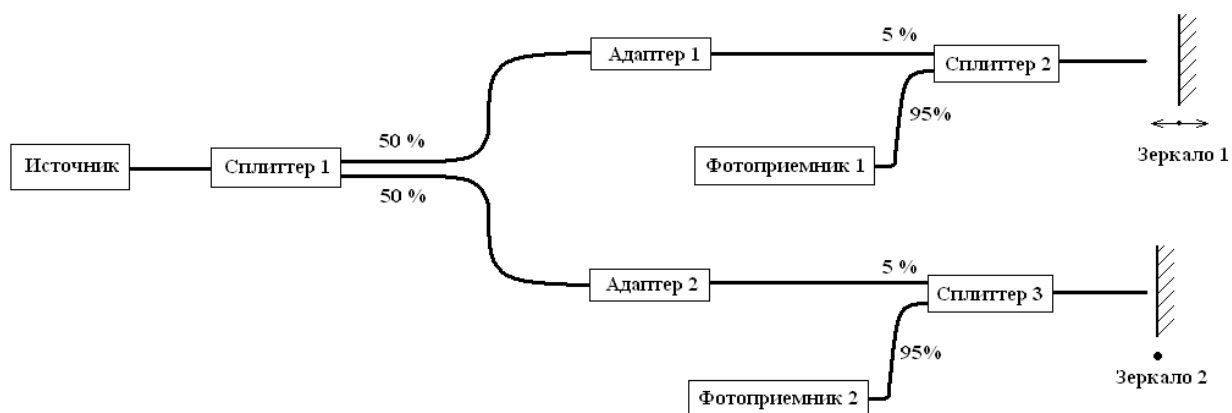 5 %
Адаптер 1
Сплиттер 2
95%
50 %
Зеркало 1
Источник
Сплиттер 1
Фотоприемник 1
50 %
5 %
Адаптер 2
Сплиттер 3
95%
Зеркало 2
Фотоприемник 2